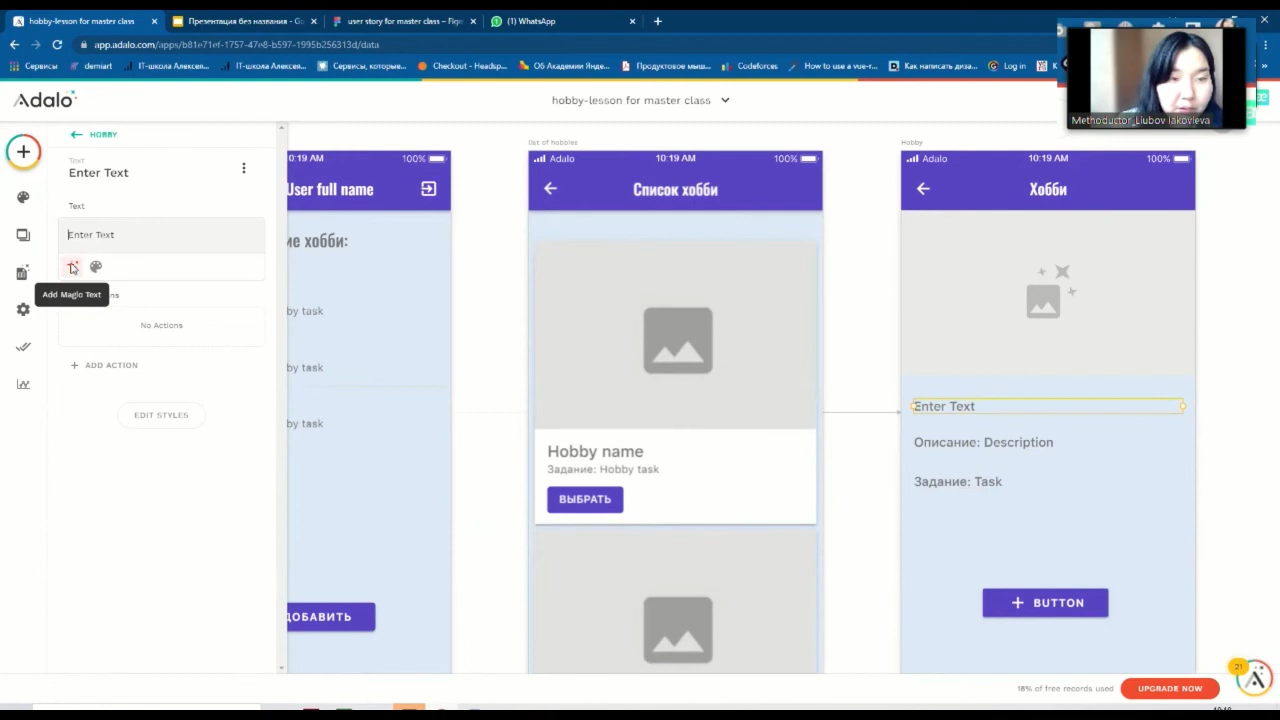 hobby-lesson for master class
Презентация без названия - Go
user story for master class – Figm
(1) WhatsApp
app.adalo.com/apps/b81e71ef-1757-47e8-b597-1995b256313d/data
Сервисы
demiart
IT-школа Алексея...
IT-школа Алексея...
Сервисы, которые...
Checkout - Headsp...
Об Академии Янде...
Продуктовое мыш...
Codeforces
How to use a vue-r...
Как написать диза...
Log in
Adalo
hobby-lesson for master class
Methoductor_Liubov Iakovleva
HOBBY
Text
Enter Text
Text
Enter Text
Add Magic Text
No Actions
ADD ACTION
EDIT STYLES
0:19 AM
100%
User full name
ие хобби:
by task
by task
by task
ДОБАВИТЬ
list of hobbies
Adalo
10:19 AM
100%
Список хобби
Hobby name
Задание: Hobby task
ВЫБРАТЬ
Hobby
Adalo
10:19 AM
100%
Хобби
Enter Text
Описание: Description
Задание: Task
BUTTON
21
16% of free records used
UPGRADE NOW